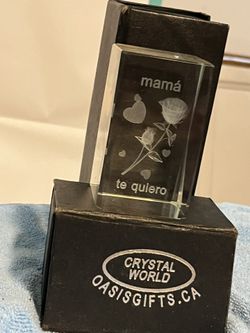 mamá
te quiero
CRYSTAL
WORLD
OASISGIFTS.CA